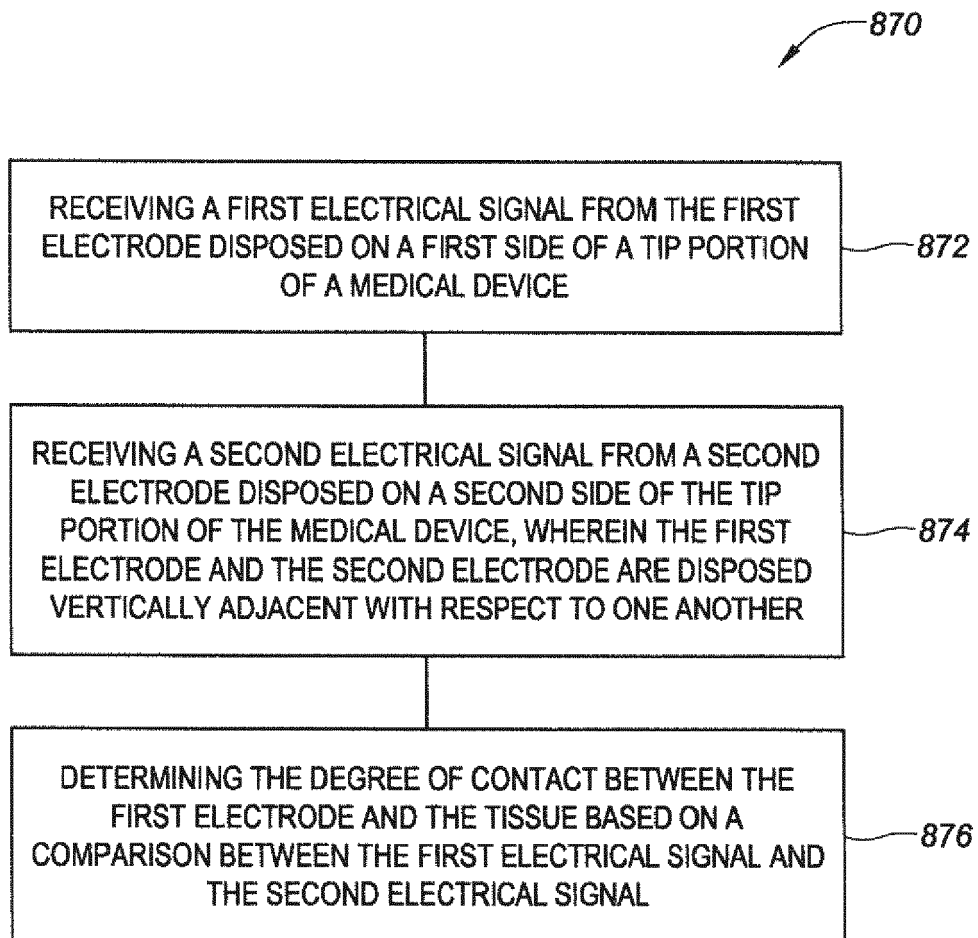 870
RECEIVING A FIRST ELECTRICAL SIGNAL FROM THE FIRST
ELECTRODE DISPOSED ON A FIRST SIDE OF A TIP PORTION
OF A MEDICAL DEVICE
872
RECEIVING A SECOND ELECTRICAL SIGNAL FROM A SECOND
ELECTRODE DISPOSED ON A SECOND SIDE OF THE TIP
PORTION OF THE MEDICAL DEVICE, WHEREIN THE FIRST
ELECTRODE AND THE SECOND ELECTRODE ARE DISPOSED
VERTICALLY ADJACENT WITH RESPECT TO ONE ANOTHER
874
DETERMINING THE DEGREE OF CONTACT BETWEEN THE
FIRST ELECTRODE AND THE TISSUE BASED ON A
COMPARISON BETWEEN THE FIRST ELECTRICAL SIGNAL AND
THE SECOND ELECTRICAL SIGNAL
876